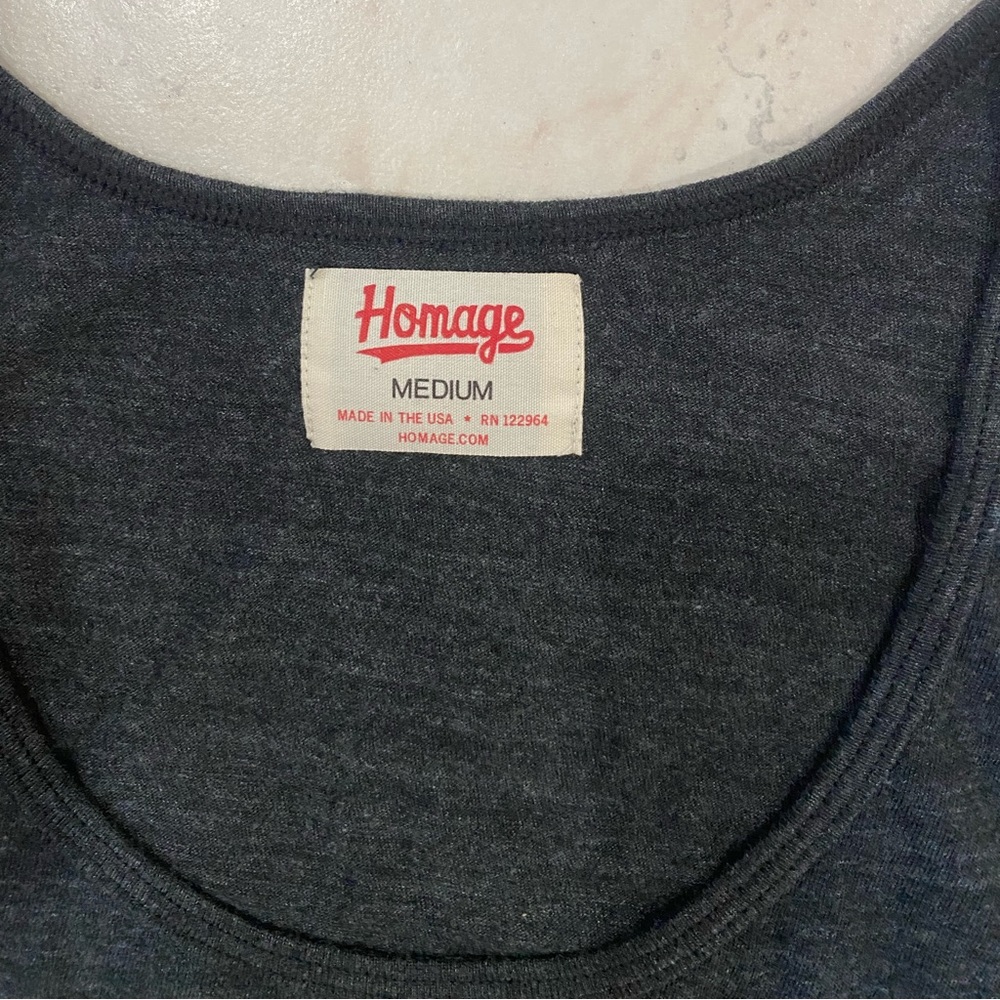 Homage
MEDIUM
MADE IN THE USA * RN 122964
HOMAGE.COM